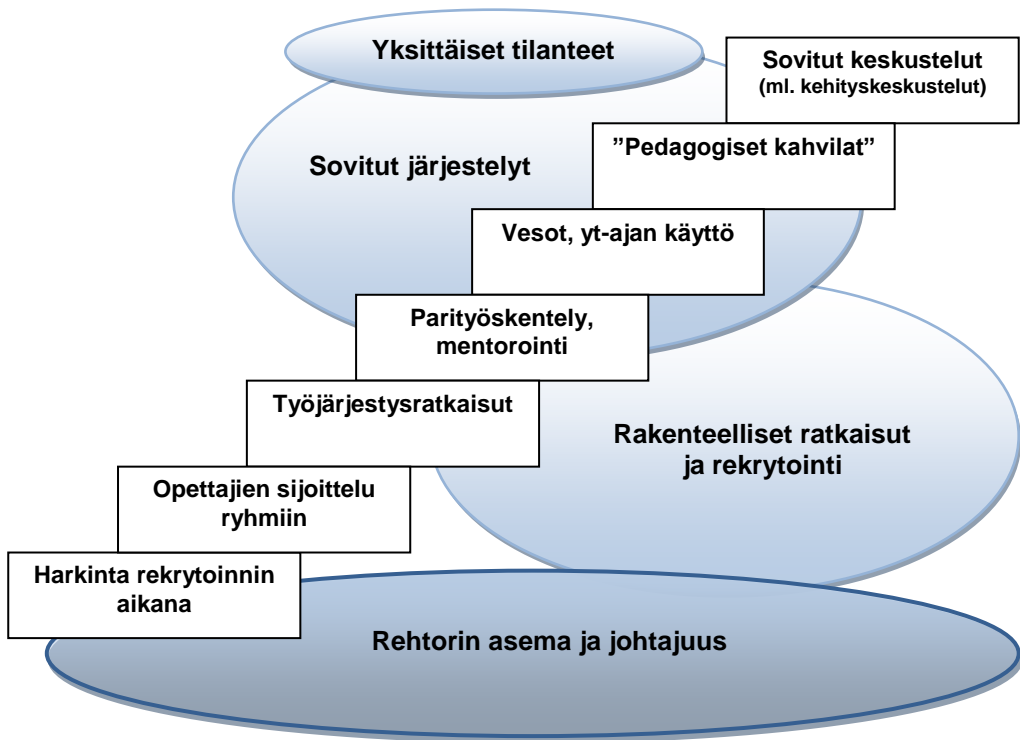 Yksittäiset tilanteet
Sovitut keskustelut
(ml. kehityskeskustelut)
”Pedagogiset kahvilat”
Sovitut järjestelyt
Vesot, yt-ajan käyttö
Parityöskentely,
mentorointi
Työjärjestysratkaisut
Rakenteelliset ratkaisut
ja rekrytointi
Opettajien sijoittelu
ryhmiin
Harkinta rekrytoinnin
aikana
Rehtorin asema ja johtajuus